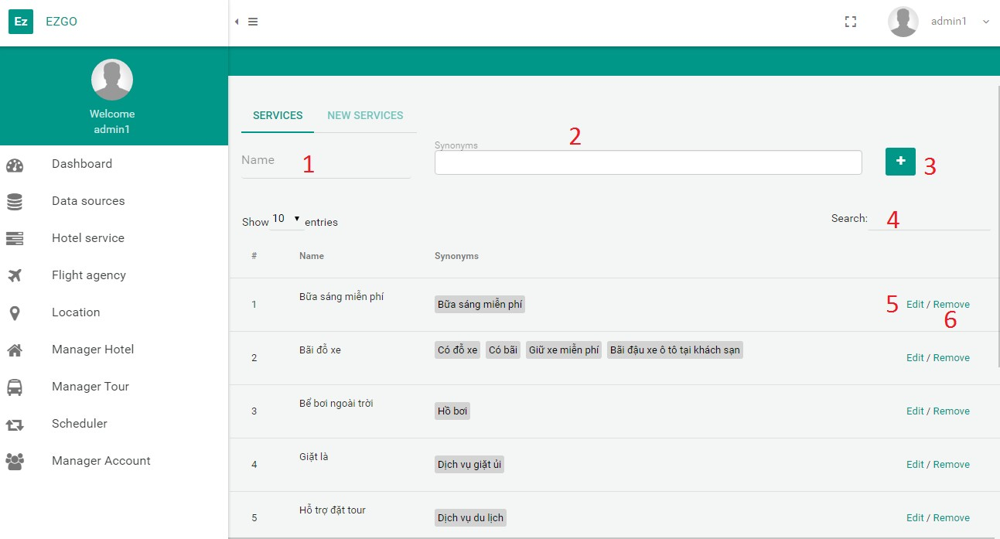 Ez EZGO
admin1
Welcome
admin1
Dashboard
Data sources
Hotel service
Flight agency
Location
Manager Hotel
Manager Tour
Scheduler
Manager Account
SERVICES NEW SERVICES
Name 1
Synonyms 2
+ 3
Show 10 entries
Search: 4
# Name Synonyms
1 Bữa sáng miễn phí Bữa sáng miễn phí 5 Edit / Remove
6
2 Bãi đỗ xe Có đỗ xe Có bãi Giữ xe miễn phí Bãi đậu xe ô tô tại khách sạn Edit / Remove
3 Bể bơi ngoài trời Hồ bơi Edit / Remove
4 Giặt là Dịch vụ giặt ủi Edit / Remove
5 Hỗ trợ đặt tour Dịch vụ du lịch Edit / Remove